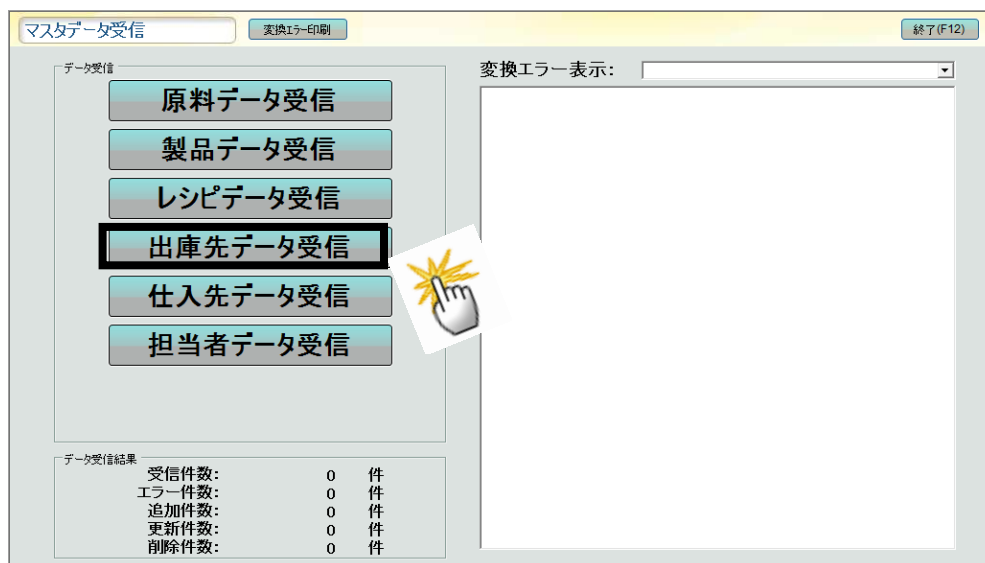 マスタデータ受信
変換ｴﾗｰ印刷
終了(F12)
データ受信
変換エラー表示:
原料データ受信
製品データ受信
レシピデータ受信
出庫先データ受信
仕入先データ受信
担当者データ受信
データ受信結果
受信件数: 0 件
エラー件数: 0 件
追加件数: 0 件
更新件数: 0 件
削除件数: 0 件